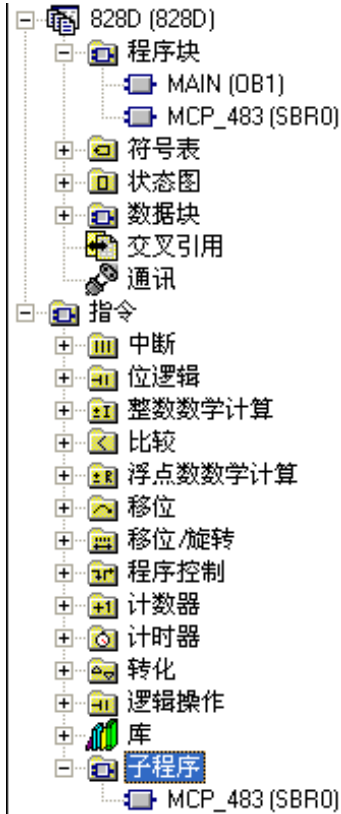 828D (828D)
程序块
MAIN (OB1)
MCP_483 (SBR0)
符号表
状态图
数据块
交叉引用
通讯
指令
中断
位逻辑
整数数学计算
比较
浮点数数学计算
移位
移位/旋转
程序控制
计数器
计时器
转化
逻辑操作
库
子程序
MCP_483 (SBR0)